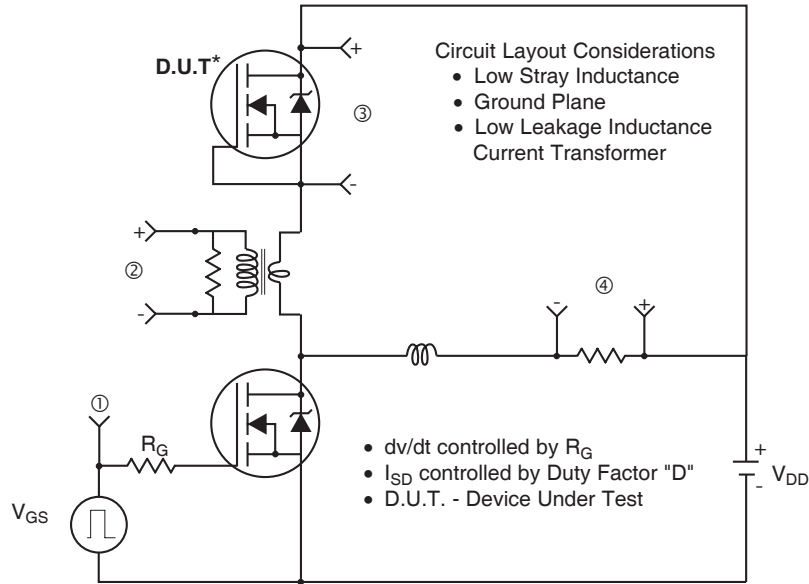 D.U.T*
+
③
-
Circuit Layout Considerations
• Low Stray Inductance
• Ground Plane
• Low Leakage Inductance
Current Transformer
+
②
-
④
-
+
①
R_G
V_GS
• dv/dt controlled by R_G
• I_SD controlled by Duty Factor "D"
• D.U.T. - Device Under Test
+
-
V_DD